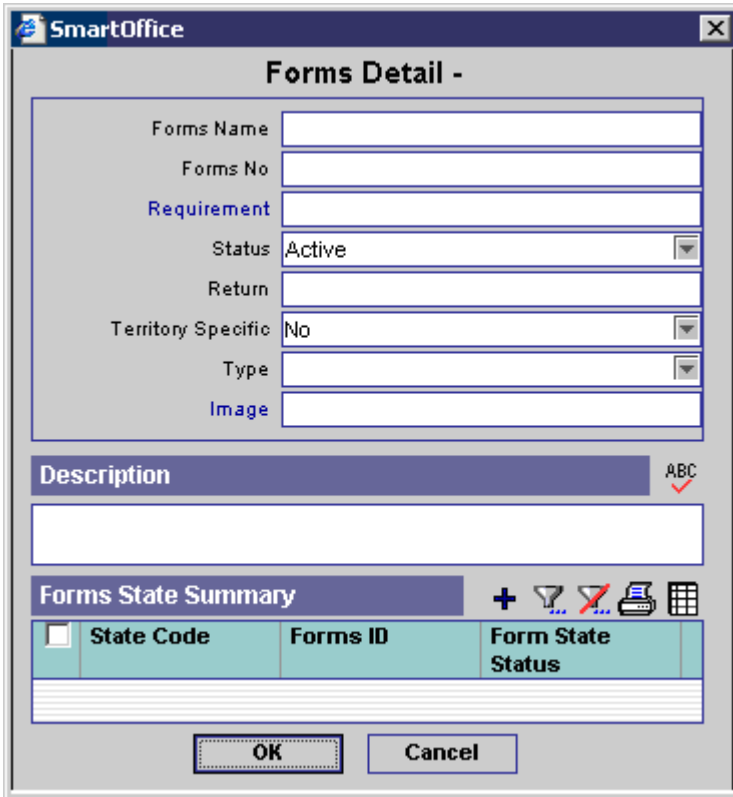 SmartOffice
Forms Detail -
Forms Name
Forms No
Requirement
Status Active
Return
Territory Specific No
Type
Image
Description ABC
Forms State Summary
State Code Forms ID Form State
Status
OK Cancel